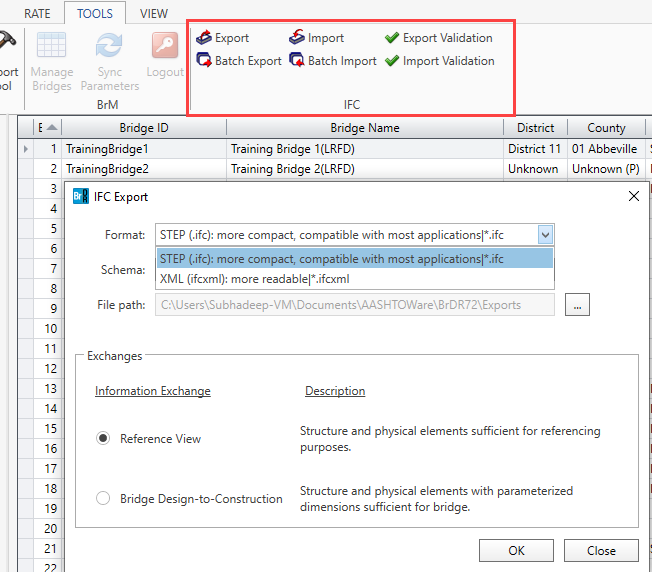 RATE TOOLS VIEW
Export Import Export Validation
Batch Export Batch Import Import Validation
Manage
Bridges
Sync
Parameters
Logout
BrM
IFC
Bridge ID Bridge Name District County
1 TrainingBridge1 Training Bridge 1(LRFD) District 11 01 Abbeville
2 TrainingBridge2 Training Bridge 2(LRFD) Unknown Unknown (P)
3
4
5
6
7
8
9
10
11
12
13
14
15
16
17
18
19
20
21
22
Br IFC Export
Format: STEP (.ifc): more compact, compatible with most applications|*.ifc
STEP (.ifc): more compact, compatible with most applications|*.ifc
XML (ifcxml): more readable|*.ifcxml
Schema:
File path: C:\Users\Subhadeep-VM\Documents\AASHTOWare\BrDR72\Exports ...
Exchanges
Information Exchange Description
Reference View Structure and physical elements sufficient for referencing
purposes.
Bridge Design-to-Construction Structure and physical elements with parameterized
dimensions sufficient for bridge.
OK Close